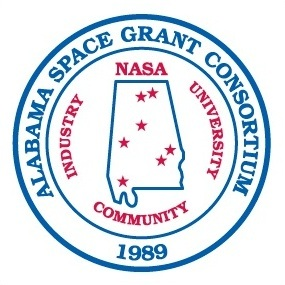 ALABAMA SPACE GRANT CONSORTIUM
NASA
INDUSTRY
UNIVERSITY
COMMUNITY
1989